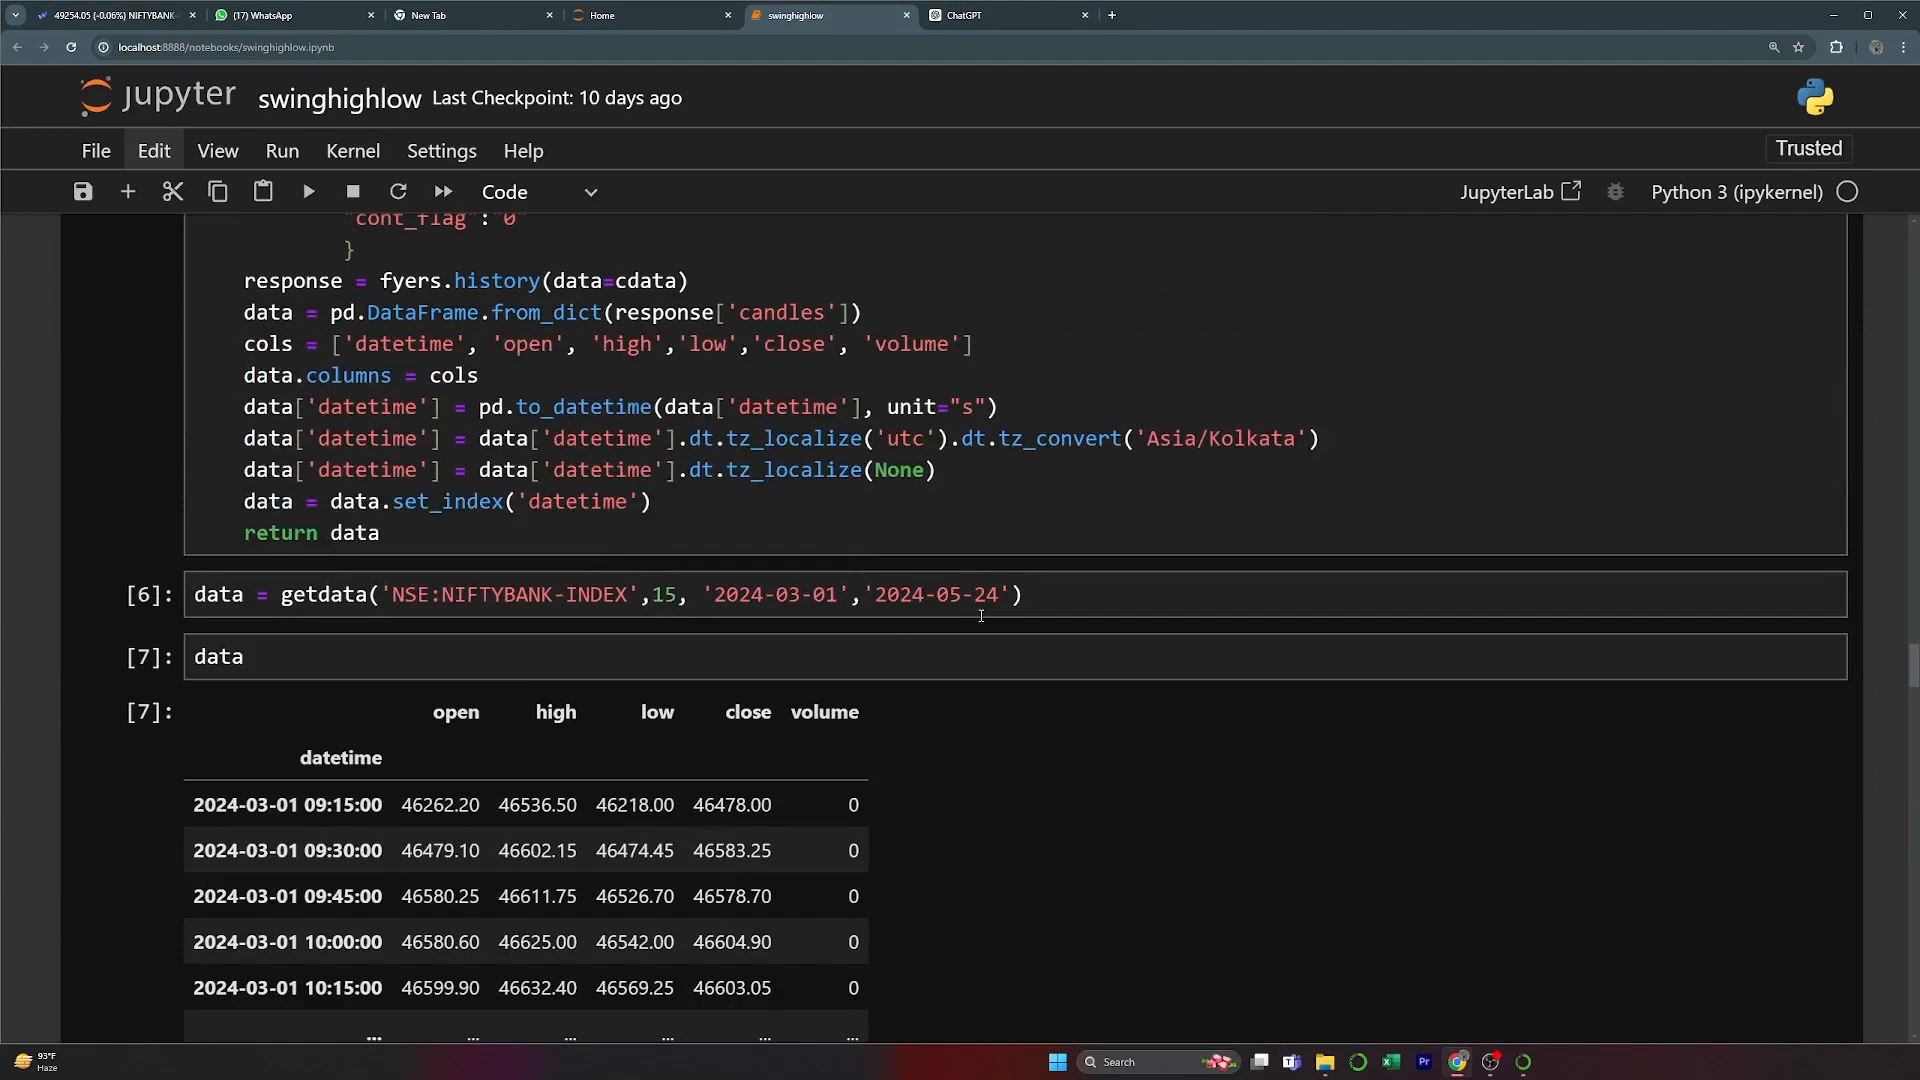 49254.05 (-0.06%) NIFTYBANK-
(17) WhatsApp
New Tab
Home
swinghighlow
ChatGPT
localhost:8888/notebooks/swinghighlow.ipynb
jupyter
swinghighlow
Last Checkpoint: 10 days ago
File Edit View Run Kernel Settings Help
Trusted
Code
JupyterLab
Python 3 (ipykernel)
"cont_flag":"0"
}
response = fyers.history(data=cdata)
data = pd.DataFrame.from_dict(response['candles'])
cols = ['datetime', 'open', 'high','low','close', 'volume']
data.columns = cols
data['datetime'] = pd.to_datetime(data['datetime'], unit="s")
data['datetime'] = data['datetime'].dt.tz_localize('utc').dt.tz_convert('Asia/Kolkata')
data['datetime'] = data['datetime'].dt.tz_localize(None)
data = data.set_index('datetime')
return data
[6]: data = getdata('NSE:NIFTYBANK-INDEX',15, '2024-03-01','2024-05-24')
[7]: data
[7]: open high low close volume
datetime
2024-03-01 09:15:00 46262.20 46536.50 46218.00 46478.00 0
2024-03-01 09:30:00 46479.10 46602.15 46474.45 46583.25 0
2024-03-01 09:45:00 46580.25 46611.75 46526.70 46578.70 0
2024-03-01 10:00:00 46580.60 46625.00 46542.00 46604.90 0
2024-03-01 10:15:00 46599.90 46632.40 46569.25 46603.05 0
... ... ... ... ... ...
93°F
Haze
Search